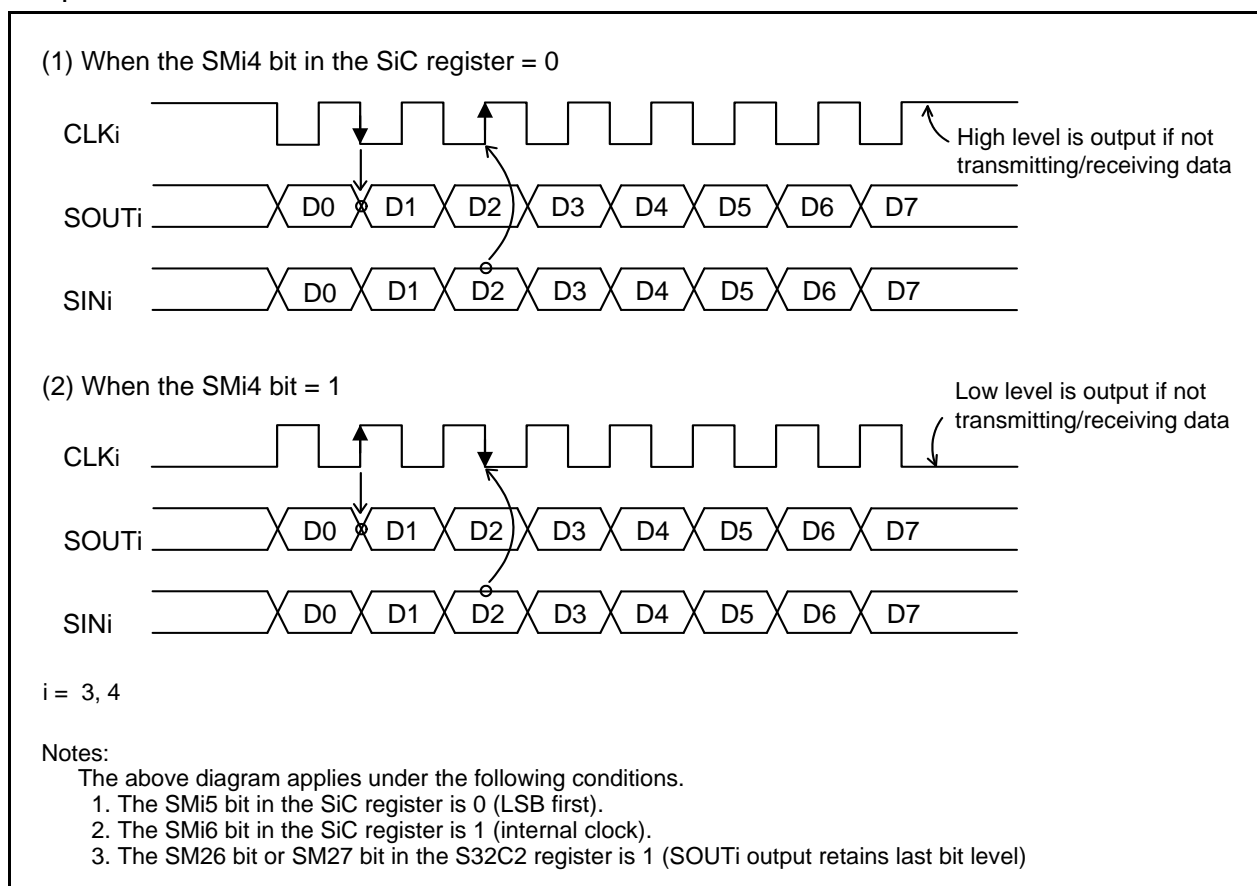 (1) When the SMi4 bit in the SiC register = 0
CLKi
High level is output if not
transmitting/receiving data
SOUTi
D0 D1 D2 D3 D4 D5 D6 D7
SINi
D0 D1 D2 D3 D4 D5 D6 D7
(2) When the SMi4 bit = 1
Low level is output if not
transmitting/receiving data
CLKi
SOUTi
D0 D1 D2 D3 D4 D5 D6 D7
SINi
D0 D1 D2 D3 D4 D5 D6 D7
i = 3, 4
Notes:
The above diagram applies under the following conditions.
1. The SMi5 bit in the SiC register is 0 (LSB first).
2. The SMi6 bit in the SiC register is 1 (internal clock).
3. The SM26 bit or SM27 bit in the S32C2 register is 1 (SOUTi output retains last bit level)